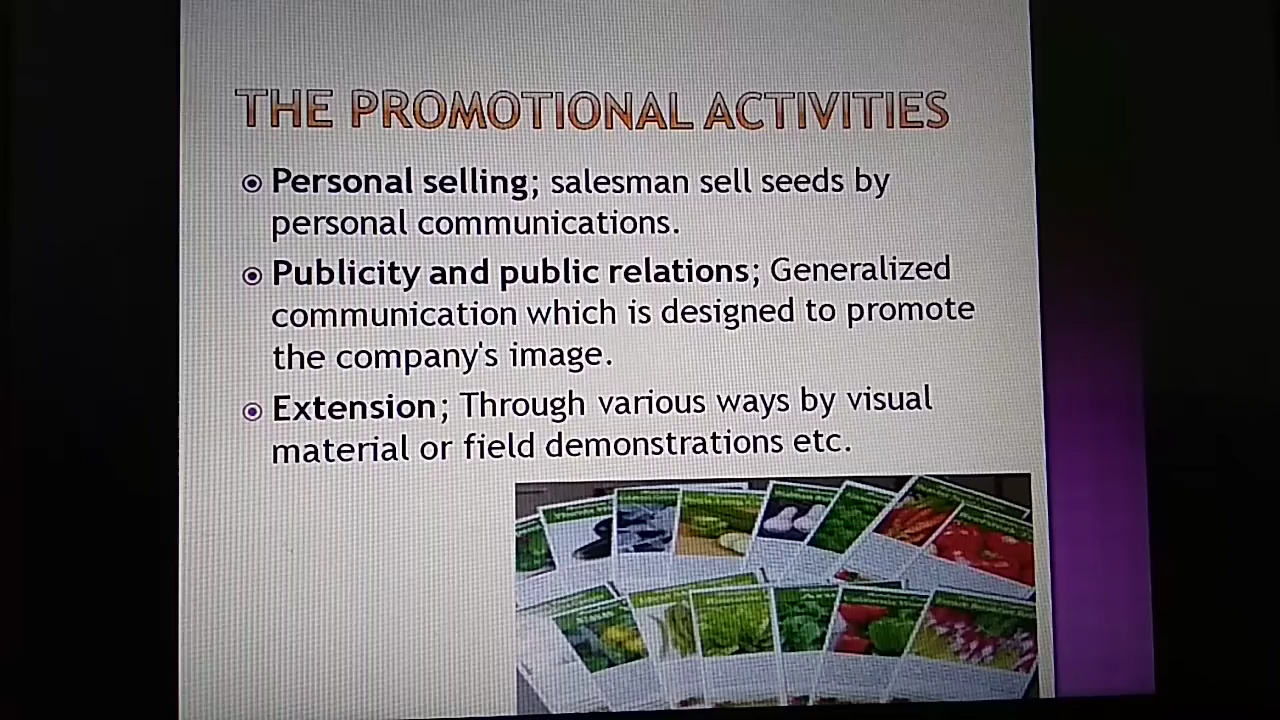 THE PROMOTIONAL ACTIVITIES
Personal selling; salesman sell seeds by
personal communications.
Publicity and public relations; Generalized
communication which is designed to promote
the company's image.
Extension; Through various ways by visual
material or field demonstrations etc.